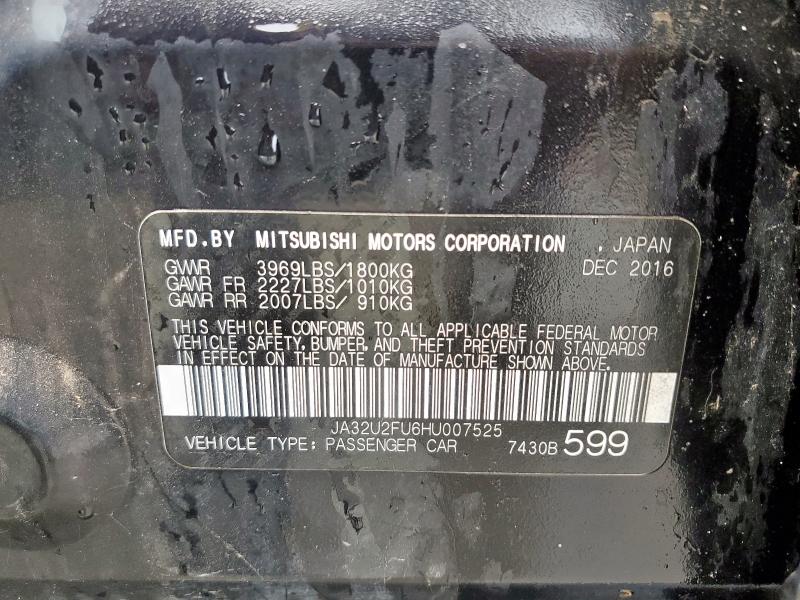 MFD.BY MITSUBISHI MOTORS CORPORATION , JAPAN
GWWR 3969LBS/1800KG DEC 2016
GAWR FR 2227LBS/1010KG
GAWR RR 2007LBS/ 910KG
THIS VEHICLE CONFORMS TO ALL APPLICABLE FEDERAL MOTOR
VEHICLE SAFETY, BUMPER, AND THEFT PREVENTION STANDARDS
IN EFFECT ON THE DATE OF MANUFACTURE SHOWN ABOVE.
JA32U2FU6HU007525
VEHICLE TYPE: PASSENGER CAR 7430B 599